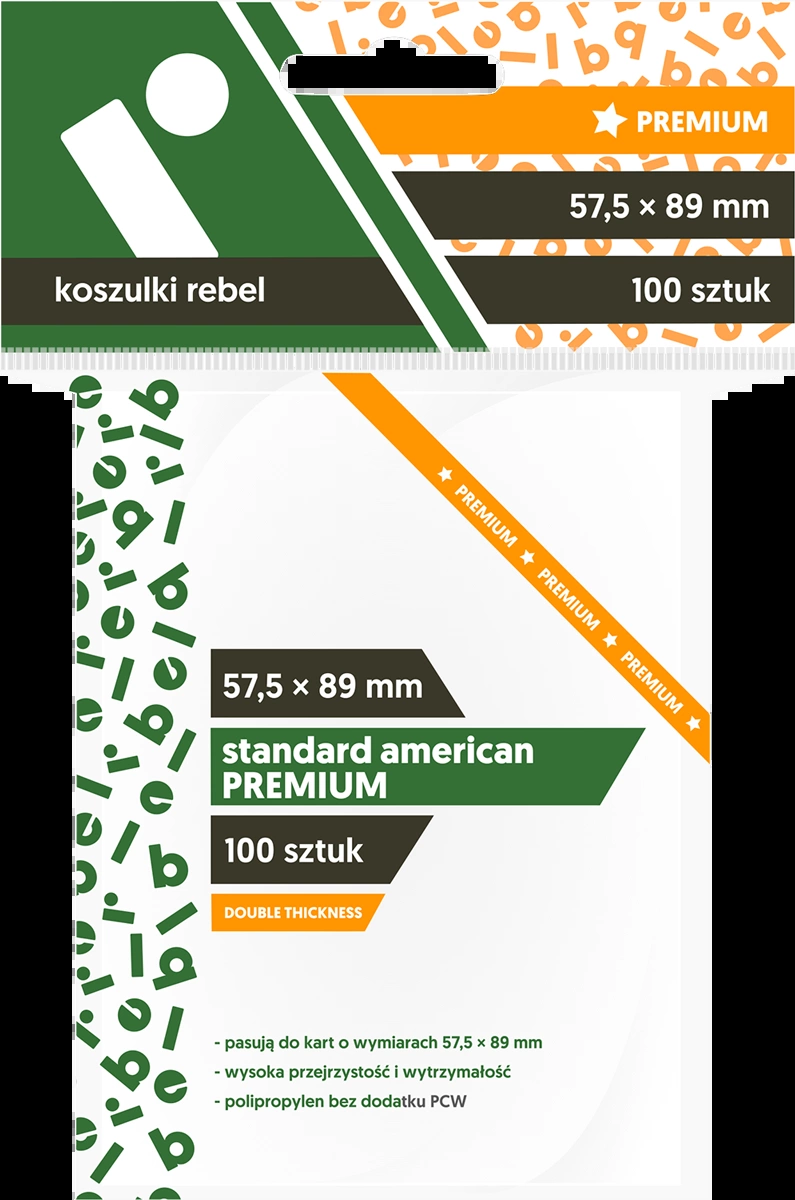 ★ PREMIUM
57,5 × 89 mm
koszulki rebel
100 sztuk
★ PREMIUM ★ PREMIUM ★ PREMIUM ★
57,5 × 89 mm
standard american
PREMIUM
100 sztuk
DOUBLE THICKNESS
- pasują do kart o wymiarach 57,5 × 89 mm
- wysoka przejrzystość i wytrzymałość
- polipropylen bez dodatku PCW